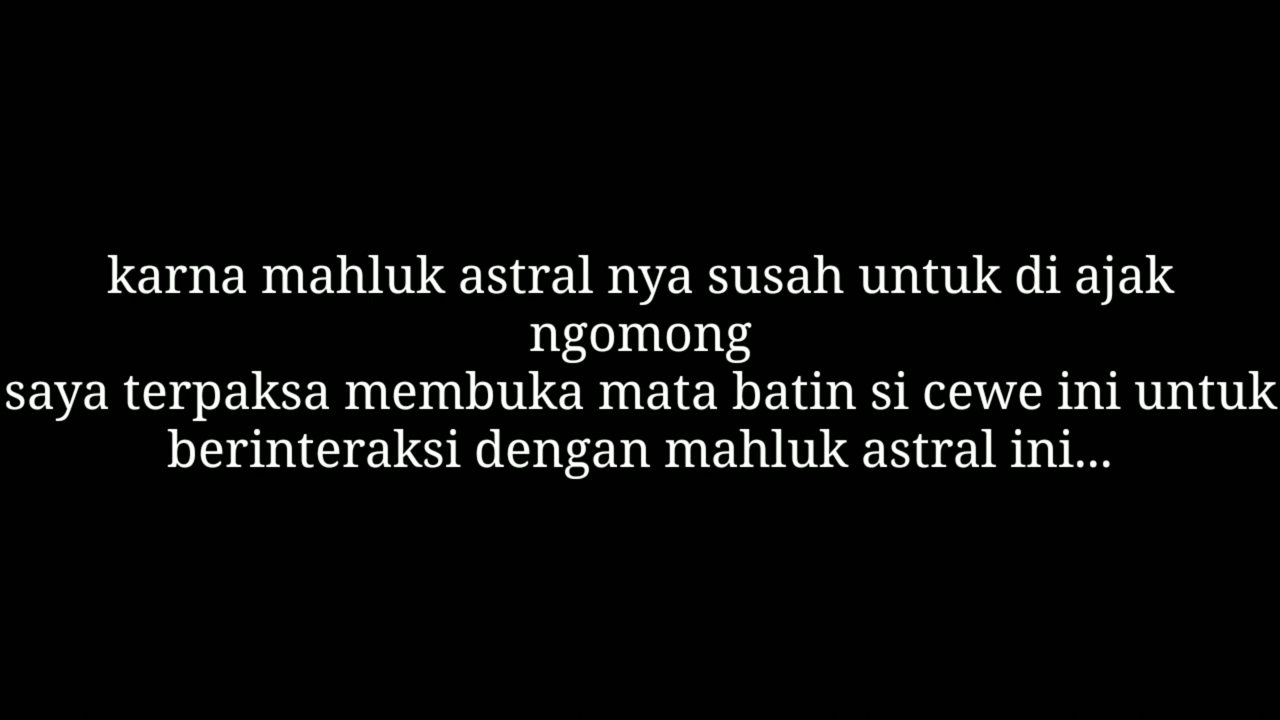 karna mahluk astral nya susah untuk di ajak
ngomong
saya terpaksa membuka mata batin si cewe ini untuk
berinteraksi dengan mahluk astral ini...